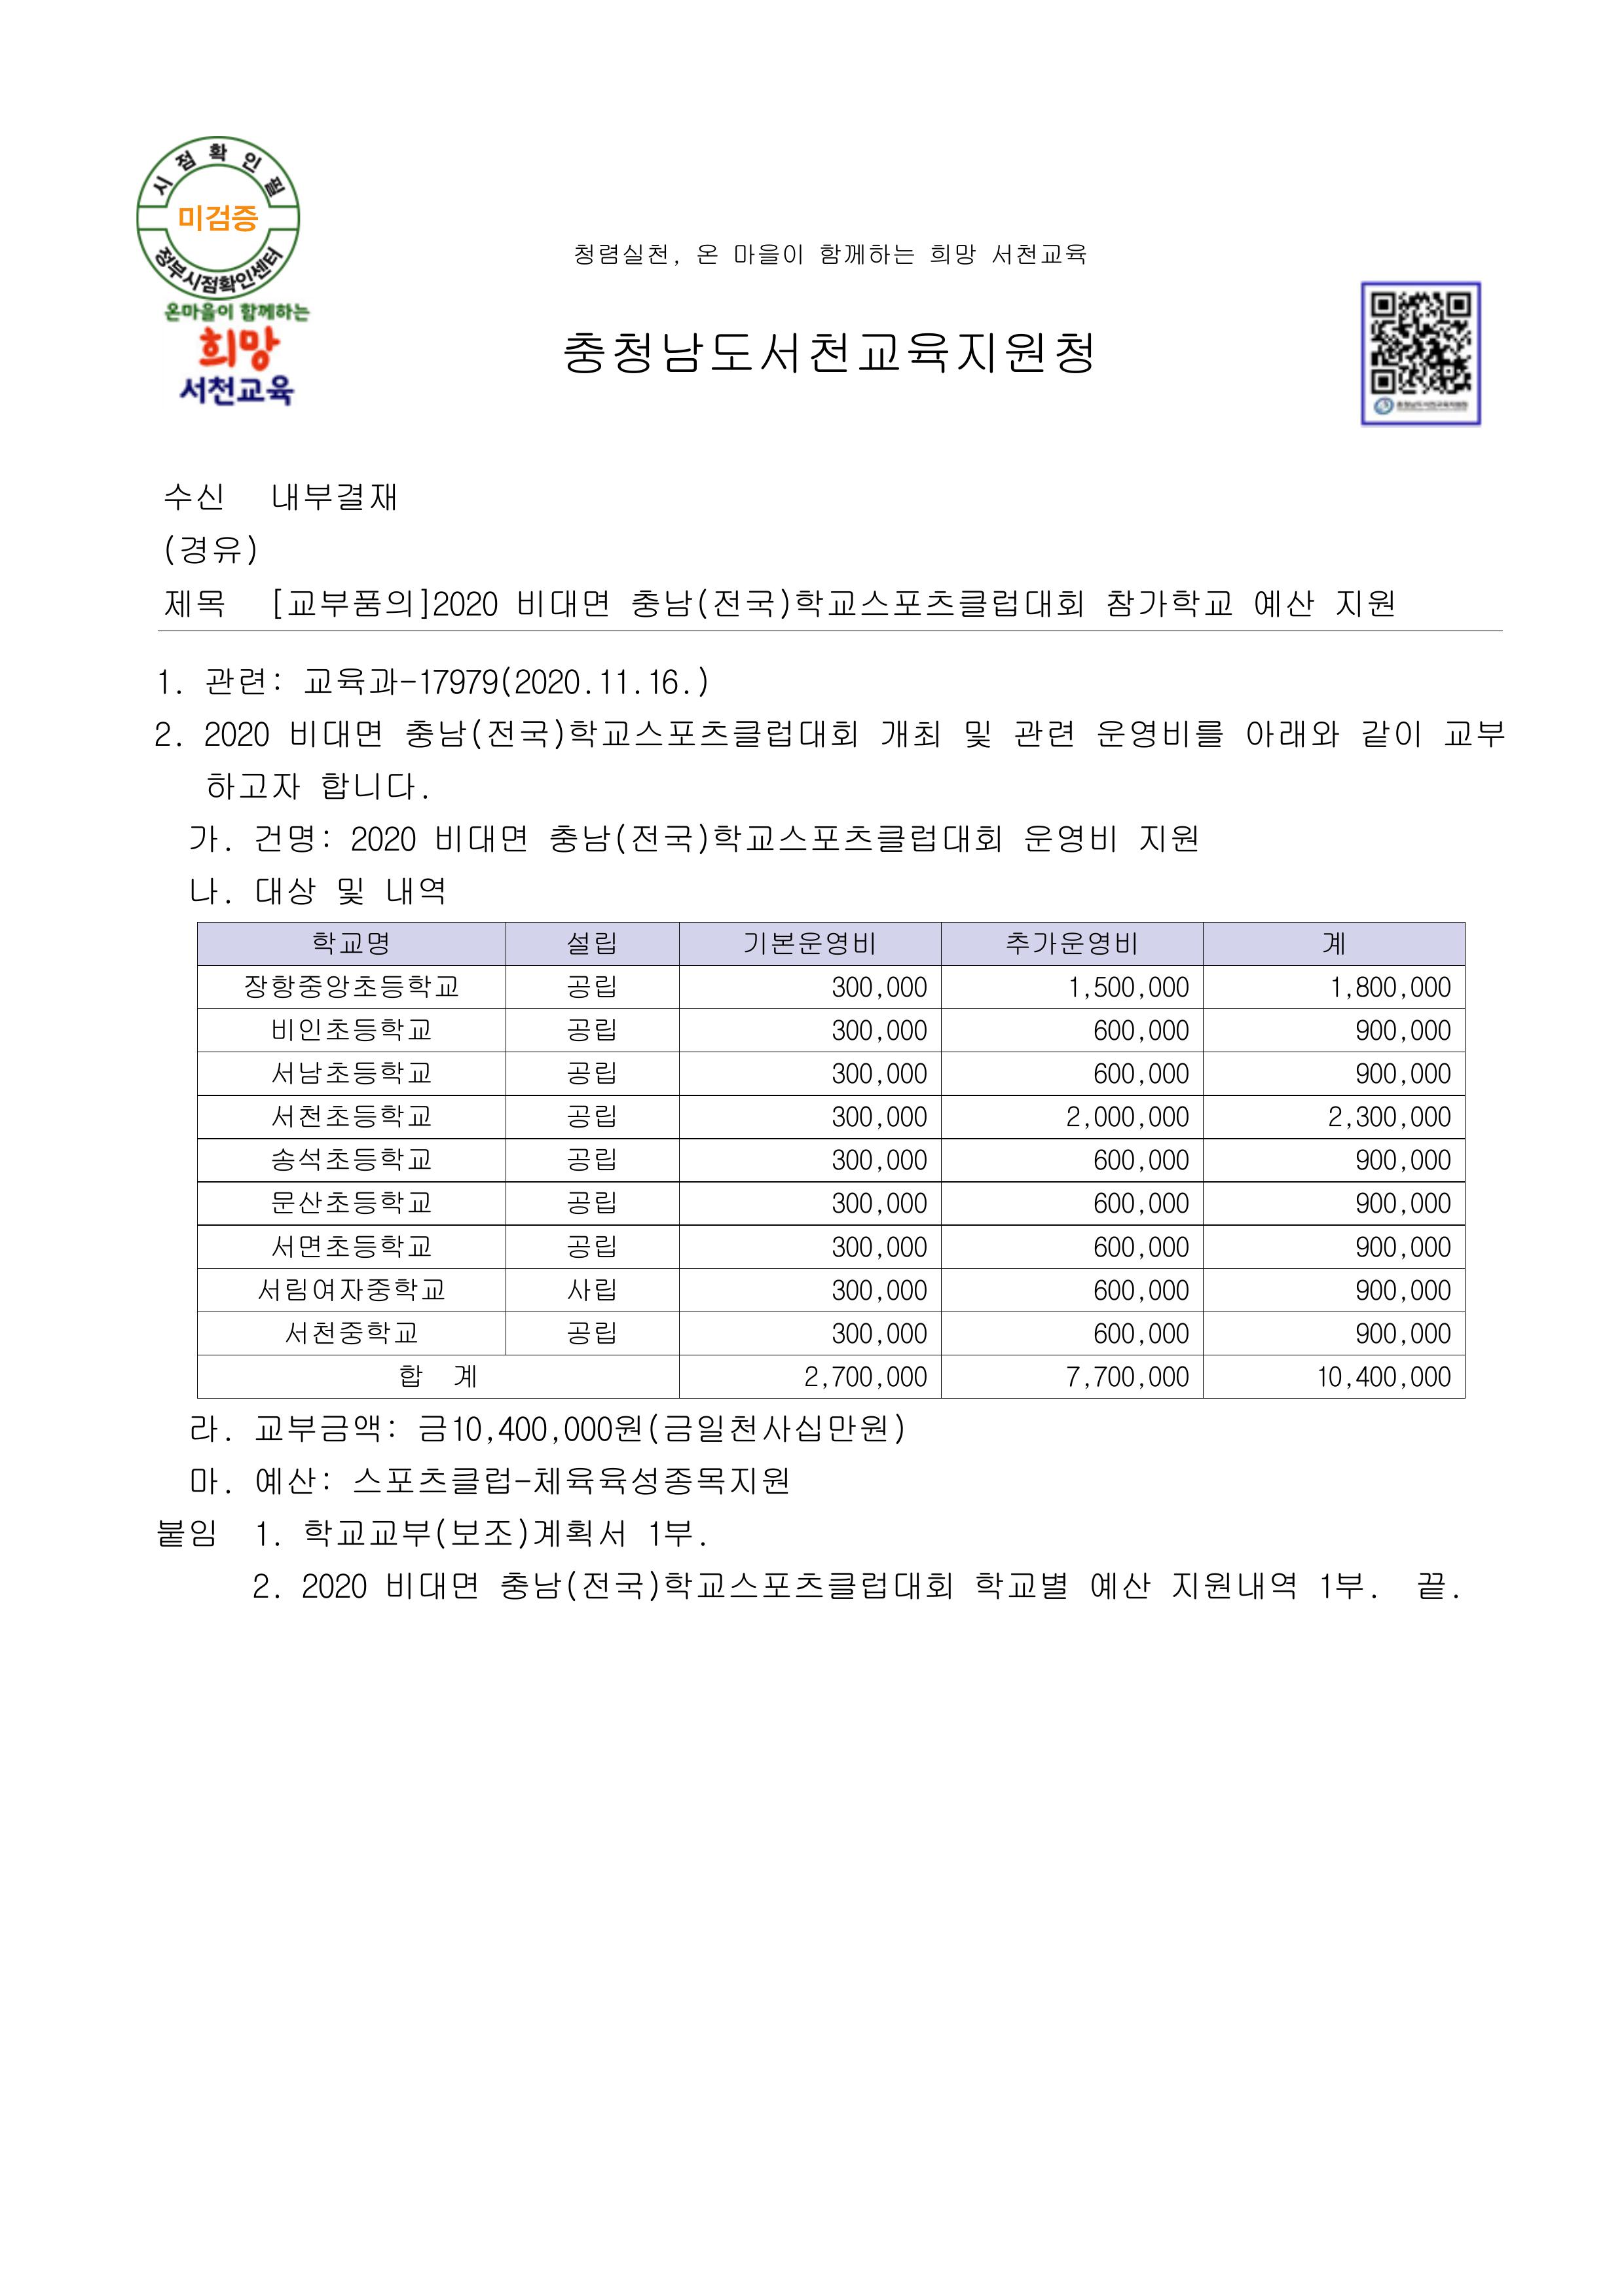 시점확인필
미검증
정부시점확인센터
온마을이 함께하는
희망
서천교육
청렴실천, 온 마을이 함께하는 희망 서천교육
충청남도서천교육지원청
수신 내부결재
(경유)
제목 [교부품의]2020 비대면 충남(전국)학교스포츠클럽대회 참가학교 예산 지원
1. 관련: 교육과-17979(2020.11.16.)
2. 2020 비대면 충남(전국)학교스포츠클럽대회 개최 및 관련 운영비를 아래와 같이 교부
하고자 합니다.
가. 건명: 2020 비대면 충남(전국)학교스포츠클럽대회 운영비 지원
나. 대상 및 내역
학교명 설립 기본운영비 추가운영비 계
장항중앙초등학교 공립 300,000 1,500,000 1,800,000
비인초등학교 공립 300,000 600,000 900,000
서남초등학교 공립 300,000 600,000 900,000
서천초등학교 공립 300,000 2,000,000 2,300,000
송석초등학교 공립 300,000 600,000 900,000
문산초등학교 공립 300,000 600,000 900,000
서면초등학교 공립 300,000 600,000 900,000
서림여자중학교 사립 300,000 600,000 900,000
서천중학교 공립 300,000 600,000 900,000
합 계 2,700,000 7,700,000 10,400,000
라. 교부금액: 금10,400,000원(금일천사십만원)
마. 예산: 스포츠클럽-체육육성종목지원
붙임 1. 학교교부(보조)계획서 1부.
2. 2020 비대면 충남(전국)학교스포츠클럽대회 학교별 예산 지원내역 1부. 끝.